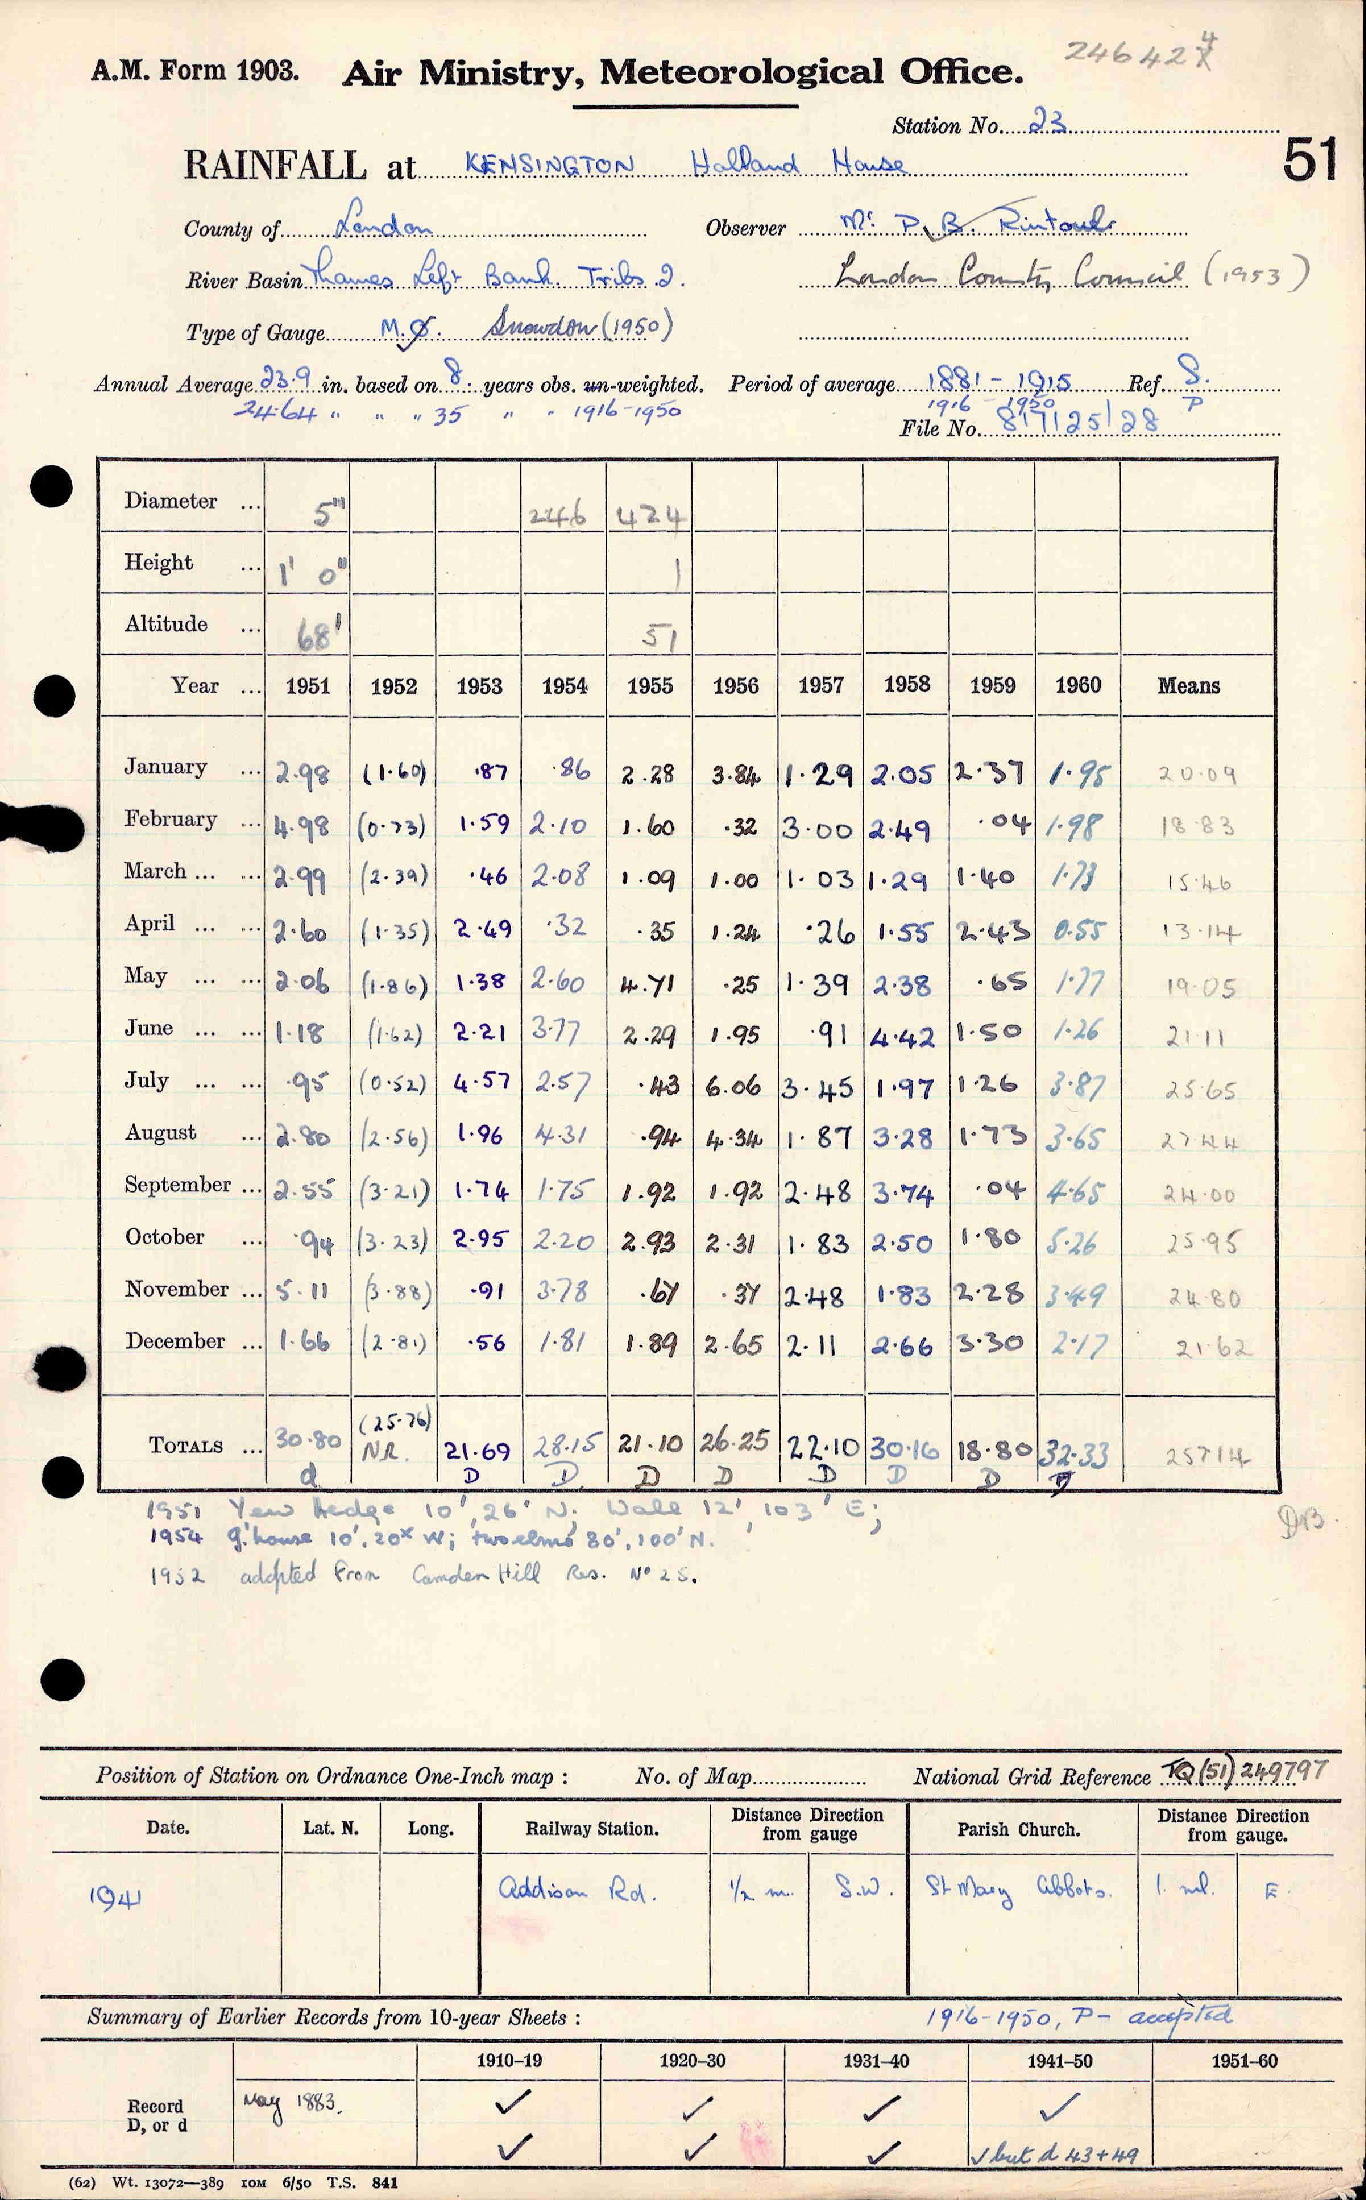 A.M. Form 1903. Air Ministry, Meteorological Office. 246424
Station No. 23
51
RAINFALL at KENSINGTON Holland House
County of London Observer Mr. P. B. Rintoul
River Basin Thames Left Bank Tribs 2. London County Council (1953)
Type of Gauge M.O. Snowdon (1950)
Annual Average 23.9 in. based on 8 years obs. un-weighted. Period of average 1881-1915 Ref. S.
24.64 " " " 35 " " 1916-1950 1916-1950 P
File No. 817125/28
Diameter ... 5" 246 424
Height ... 1' 0" 1
Altitude ... 68' 51
Year ... 1951 1952 1953 1954 1955 1956 1957 1958 1959 1960 Means
January ... 2.98 (1.60) .87 .86 2.28 3.84 1.29 2.05 2.37 1.95 20.09
February ... 4.98 (0.73) 1.59 2.10 1.60 .32 3.00 2.49 .04 1.98 18.83
March ... ... 2.99 (2.39) .46 2.08 1.09 1.00 1.03 1.29 1.40 1.73 15.46
April ... ... 2.60 (1.35) 2.49 .32 .35 1.24 .26 1.55 2.43 0.55 13.14
May ... ... 2.06 (1.86) 1.38 2.60 4.71 .25 1.39 2.38 .65 1.77 19.05
June ... ... 1.18 (1.62) 2.21 3.77 2.29 1.95 .91 4.42 1.50 1.26 21.11
July ... ... .95 (0.52) 4.57 2.57 .43 6.06 3.45 1.97 1.26 3.87 25.65
August ... 2.80 (2.56) 1.96 4.31 .94 4.34 1.87 3.28 1.73 3.65 27.44
September ... 2.55 (3.21) 1.74 1.75 1.92 1.92 2.48 3.74 .04 4.65 24.00
October ... .94 (3.23) 2.95 2.20 2.93 2.31 1.83 2.50 1.80 5.26 25.95
November ... 5.11 (3.88) .91 3.78 .67 .37 2.48 1.83 2.28 3.49 24.80
December ... 1.66 (2.81) .56 1.81 1.89 2.65 2.11 2.66 3.30 2.17 21.62
TOTALS ... 30.80 (25.76) NR. 21.69 28.15 21.10 26.25 22.10 30.16 18.80 32.33 257.14
d D D D D D D D D
1951 Yew hedge 10', 26' N; Wall 12', 103' E;
1954 g'house 10', 20x W; two elms 80', 100' N.
1952 adopted from Camden Hill Res. No 25.
Position of Station on Ordnance One-Inch map : No. of Map National Grid Reference TQ (51) 249797
Date. Lat. N. Long. Railway Station. Distance Direction from gauge Parish Church. Distance Direction from gauge.
1941 Addison Rd. 1/2 m. S.W. St Mary Abbots. 1 ml. E.
Summary of Earlier Records from 10-year Sheets : 1916-1950, P- accepted
1910–19 1920–30 1931–40 1941–50 1951–60
Record D, or d May 1883. ✓ ✓ ✓ ✓
✓ ✓ ✓ ✓ but d 43+49
(62) Wt. 13072—389 10M 6/50 T.S. 841